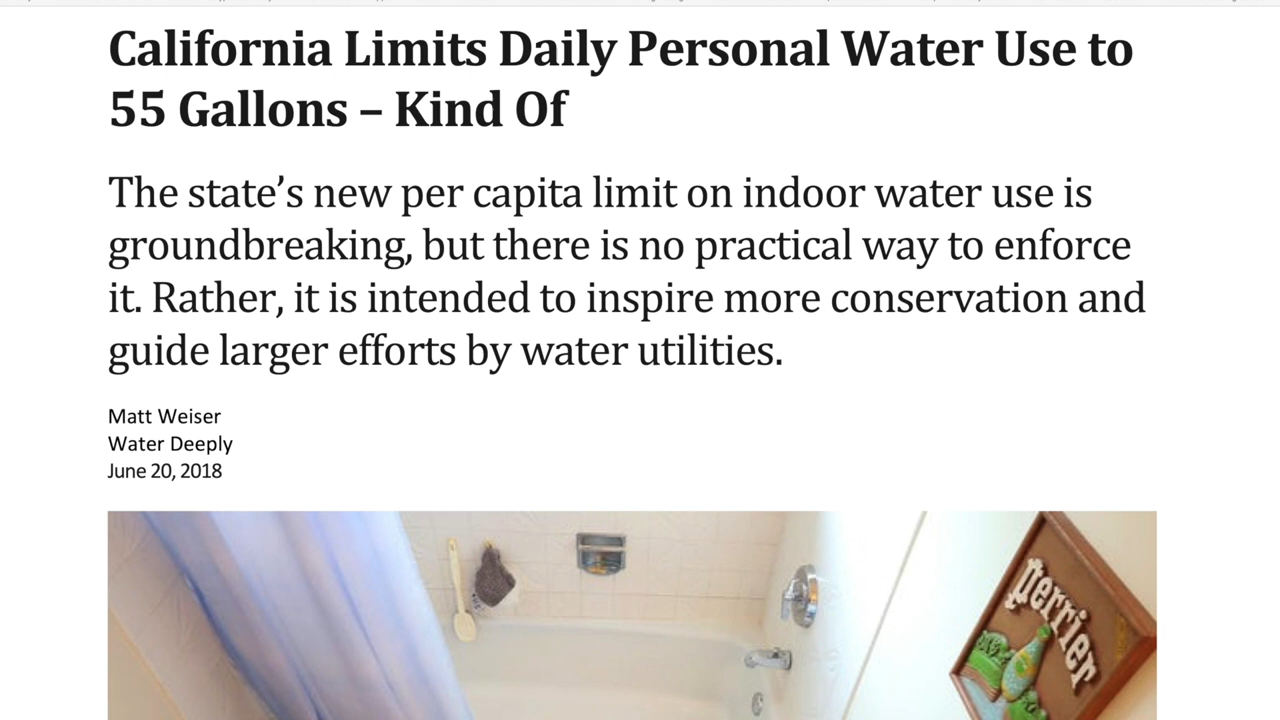 California Limits Daily Personal Water Use to
55 Gallons – Kind Of
The state’s new per capita limit on indoor water use is
groundbreaking, but there is no practical way to enforce
it. Rather, it is intended to inspire more conservation and
guide larger efforts by water utilities.
Matt Weiser
Water Deeply
June 20, 2018
perrier